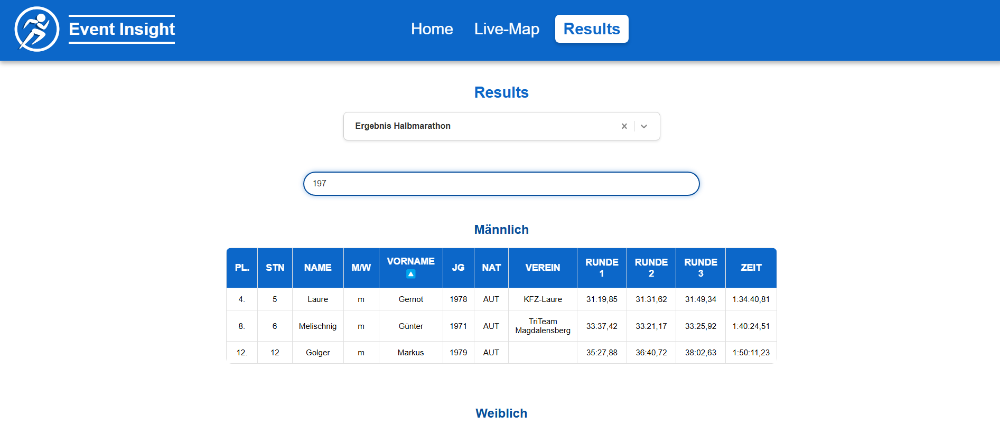 Event Insight
Home Live-Map Results
Results
Ergebnis Halbmarathon
197
Männlich
PL. STN NAME M/W VORNAME JG NAT VEREIN RUNDE 1 RUNDE 2 RUNDE 3 ZEIT
4. 5 Laure m Gernot 1978 AUT KFZ-Laure 31:19,85 31:31,62 31:49,34 1:34:40,81
8. 6 Melischnig m Günter 1971 AUT TriTeam Magdalensberg 33:37,42 33:21,17 33:25,92 1:40:24,51
12. 12 Golger m Markus 1979 AUT 35:27,88 36:40,72 38:02,63 1:50:11,23
Weiblich